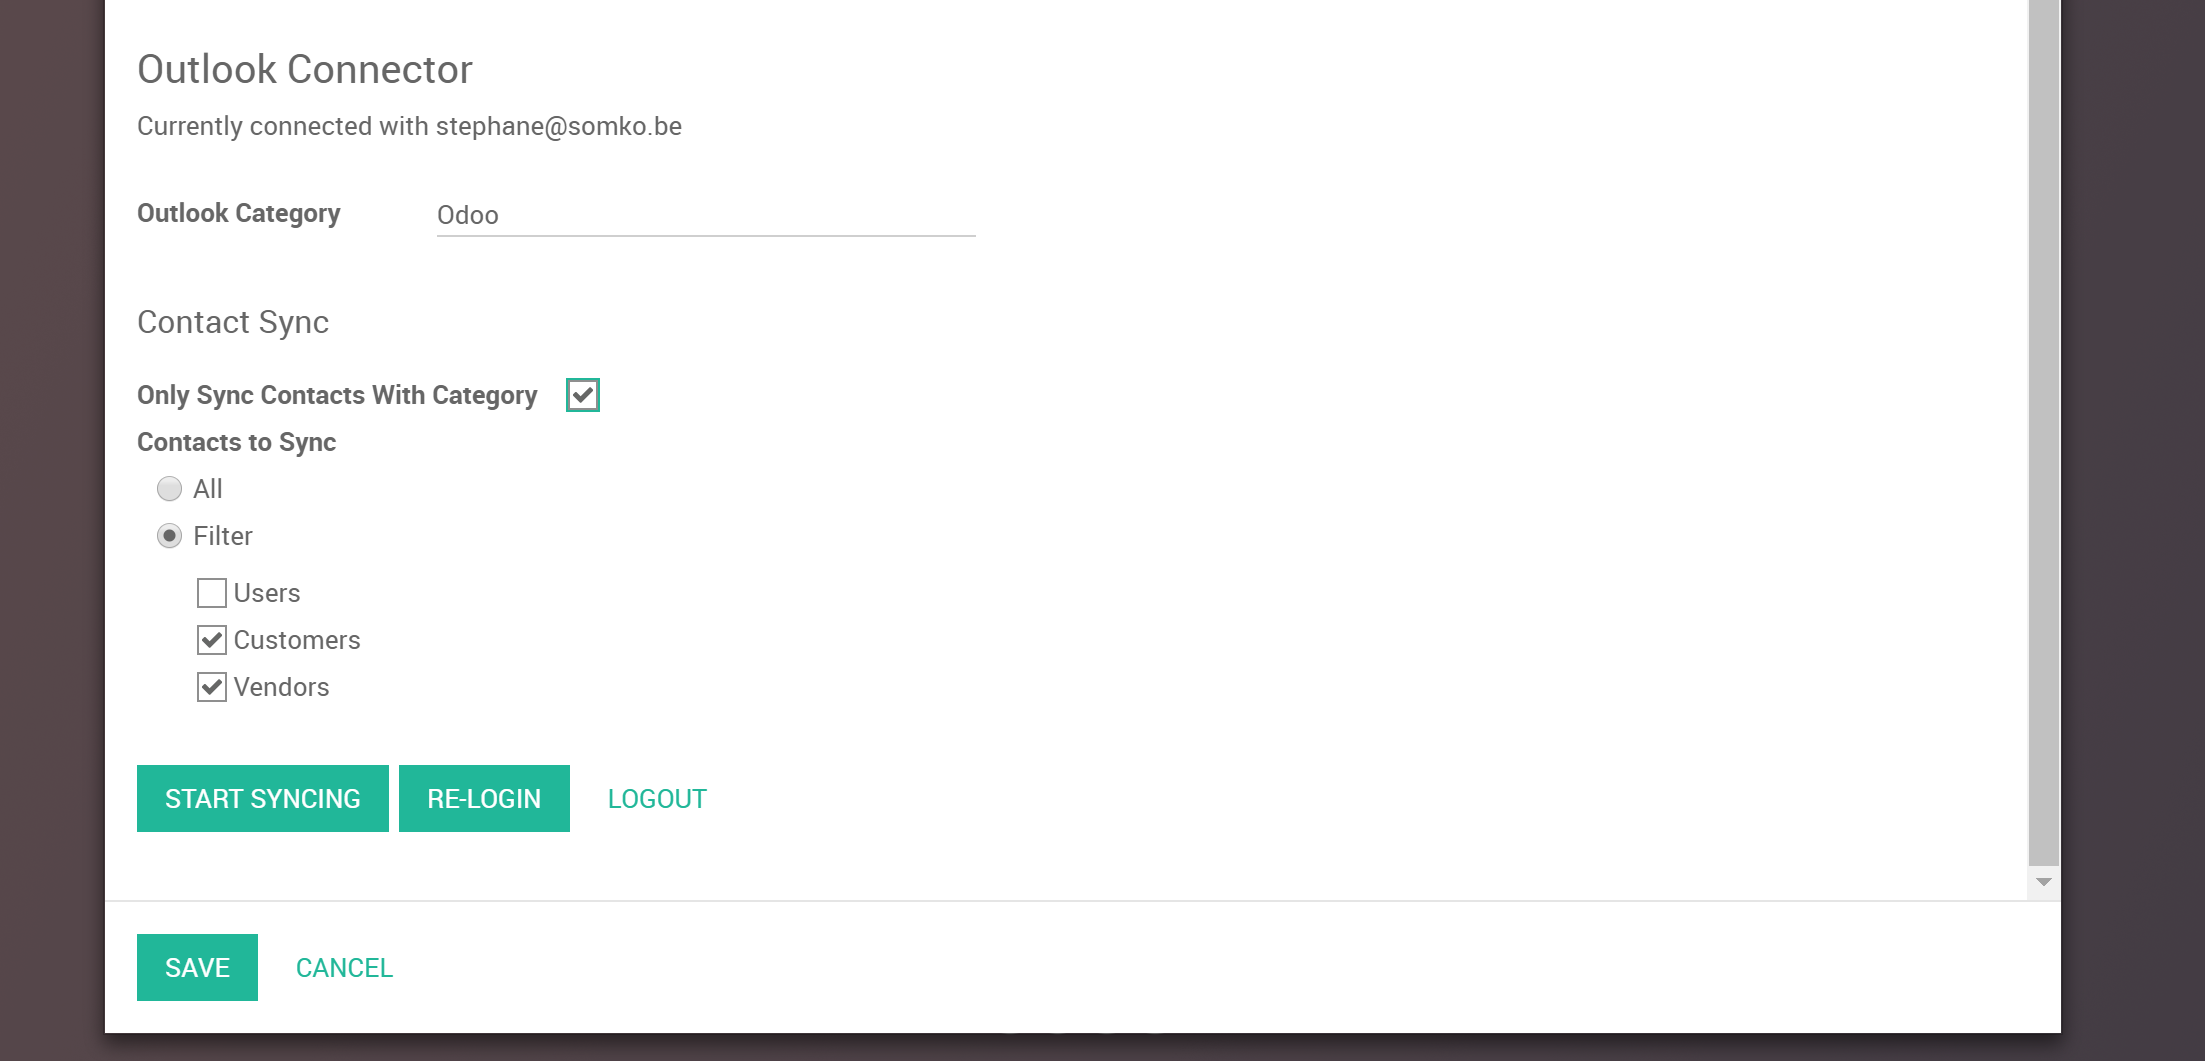 Outlook Connector
Currently connected with stephane@somko.be
Outlook Category Odoo
Contact Sync
Only Sync Contacts With Category
Contacts to Sync
All
Filter
Users
Customers
Vendors
START SYNCING RE-LOGIN LOGOUT
SAVE CANCEL